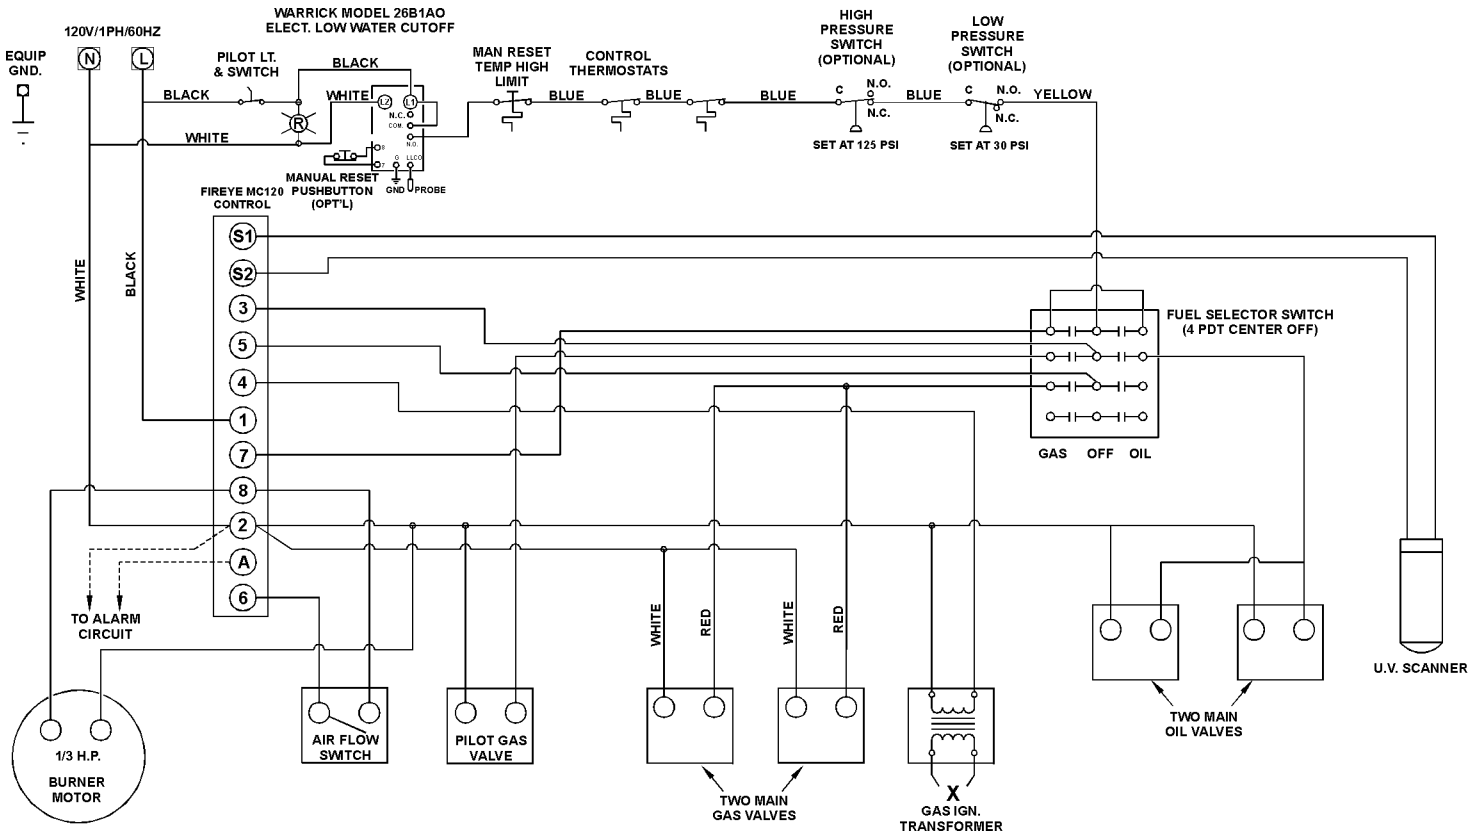 WARRICK MODEL 26B1AO
ELECT. LOW WATER CUTOFF
120V/1PH/60HZ
EQUIP
GND.
N
L
PILOT LT.
& SWITCH
BLACK
BLACK
WHITE
WHITE
R
L2
L1
N.C.
COM.
N.O.
8
7
G
LLCO
GND
PROBE
MANUAL RESET
PUSHBUTTON
(OPT'L)
MAN RESET
TEMP HIGH
LIMIT
BLUE
CONTROL
THERMOSTATS
BLUE
BLUE
HIGH
PRESSURE
SWITCH
(OPTIONAL)
C
N.O.
N.C.
SET AT 125 PSI
BLUE
LOW
PRESSURE
SWITCH
(OPTIONAL)
C
N.O.
N.C.
SET AT 30 PSI
YELLOW
FIREYE MC120
CONTROL
S1
S2
3
5
4
1
7
8
2
A
6
WHITE
BLACK
FUEL SELECTOR SWITCH
(4 PDT CENTER OFF)
GAS
OFF
OIL
TO ALARM
CIRCUIT
1/3 H.P.
BURNER
MOTOR
AIR FLOW
SWITCH
PILOT GAS
VALVE
WHITE
RED
WHITE
RED
TWO MAIN
GAS VALVES
X
GAS IGN.
TRANSFORMER
TWO MAIN
OIL VALVES
U.V. SCANNER